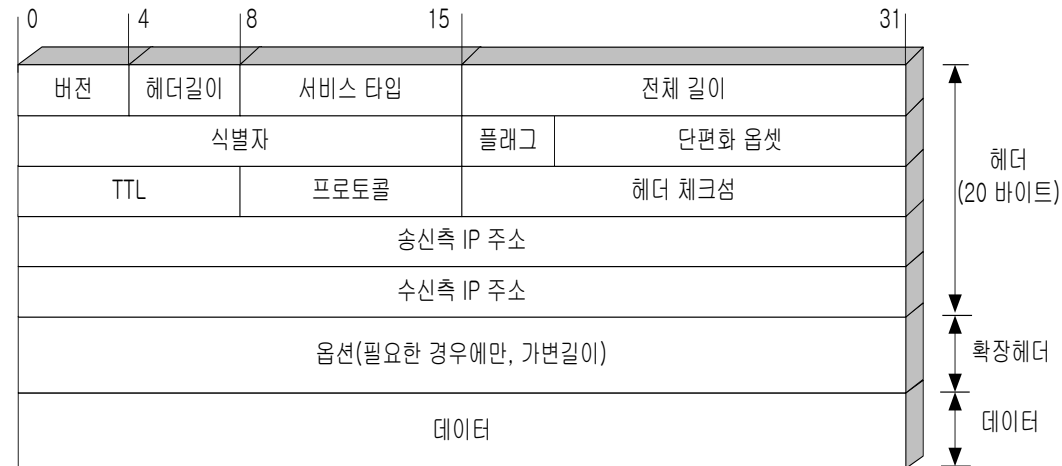 0 4 8 15 31
버전 헤더길이 서비스 타입 전체 길이
식별자 플래그 단편화 옵셋
TTL 프로토콜 헤더 체크섬
송신측 IP 주소
수신측 IP 주소
옵션(필요한 경우에만, 가변길이)
데이터
헤더
(20 바이트)
확장헤더
데이터